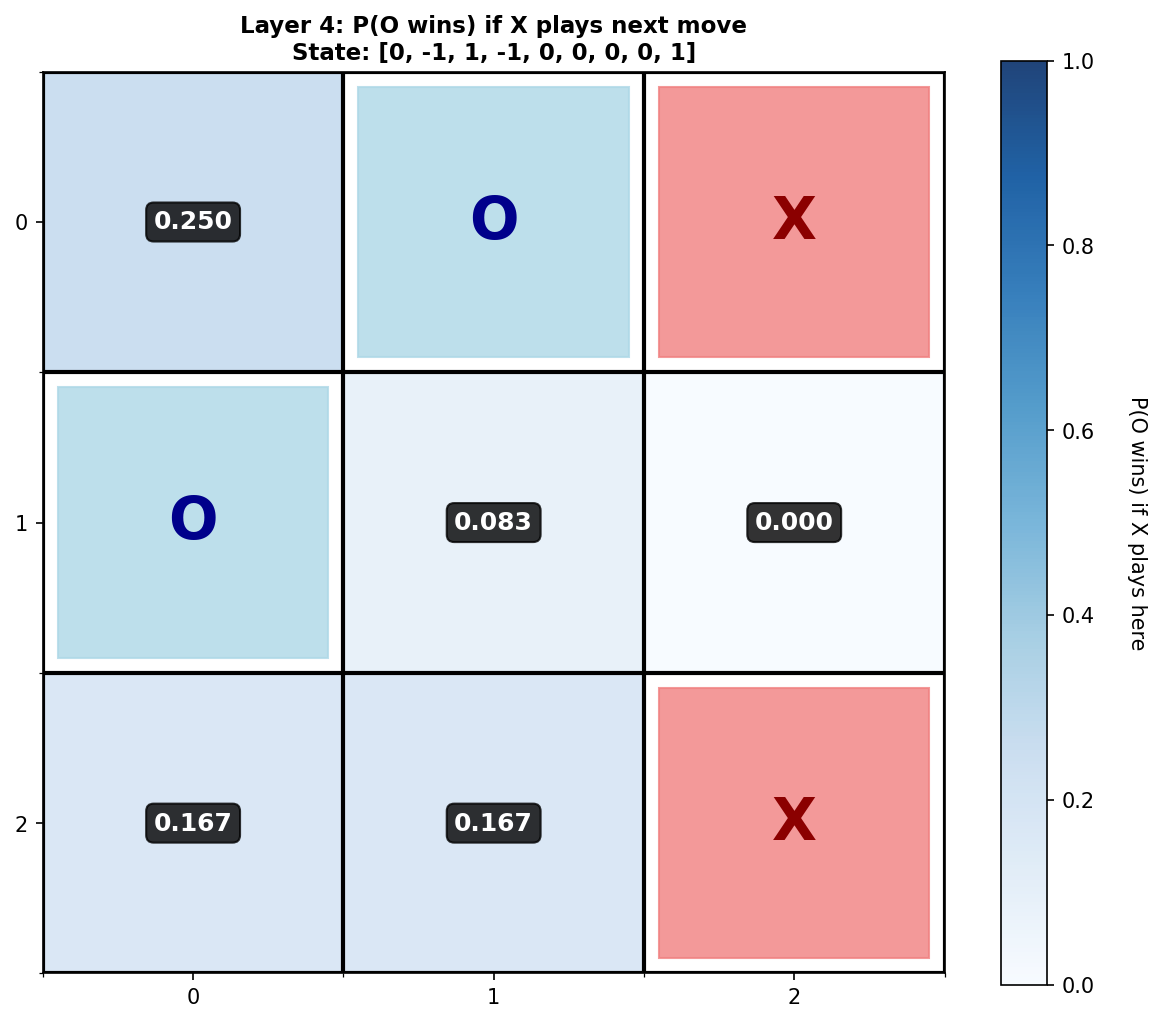 Layer 4: P(O wins) if X plays next move
State: [0, -1, 1, -1, 0, 0, 0, 0, 1]
0
0.250
O
X
1
O
0.083
0.000
2
0.167
0.167
X
0
1
2
1.0
0.8
0.6
0.4
0.2
0.0
P(O wins) if X plays here